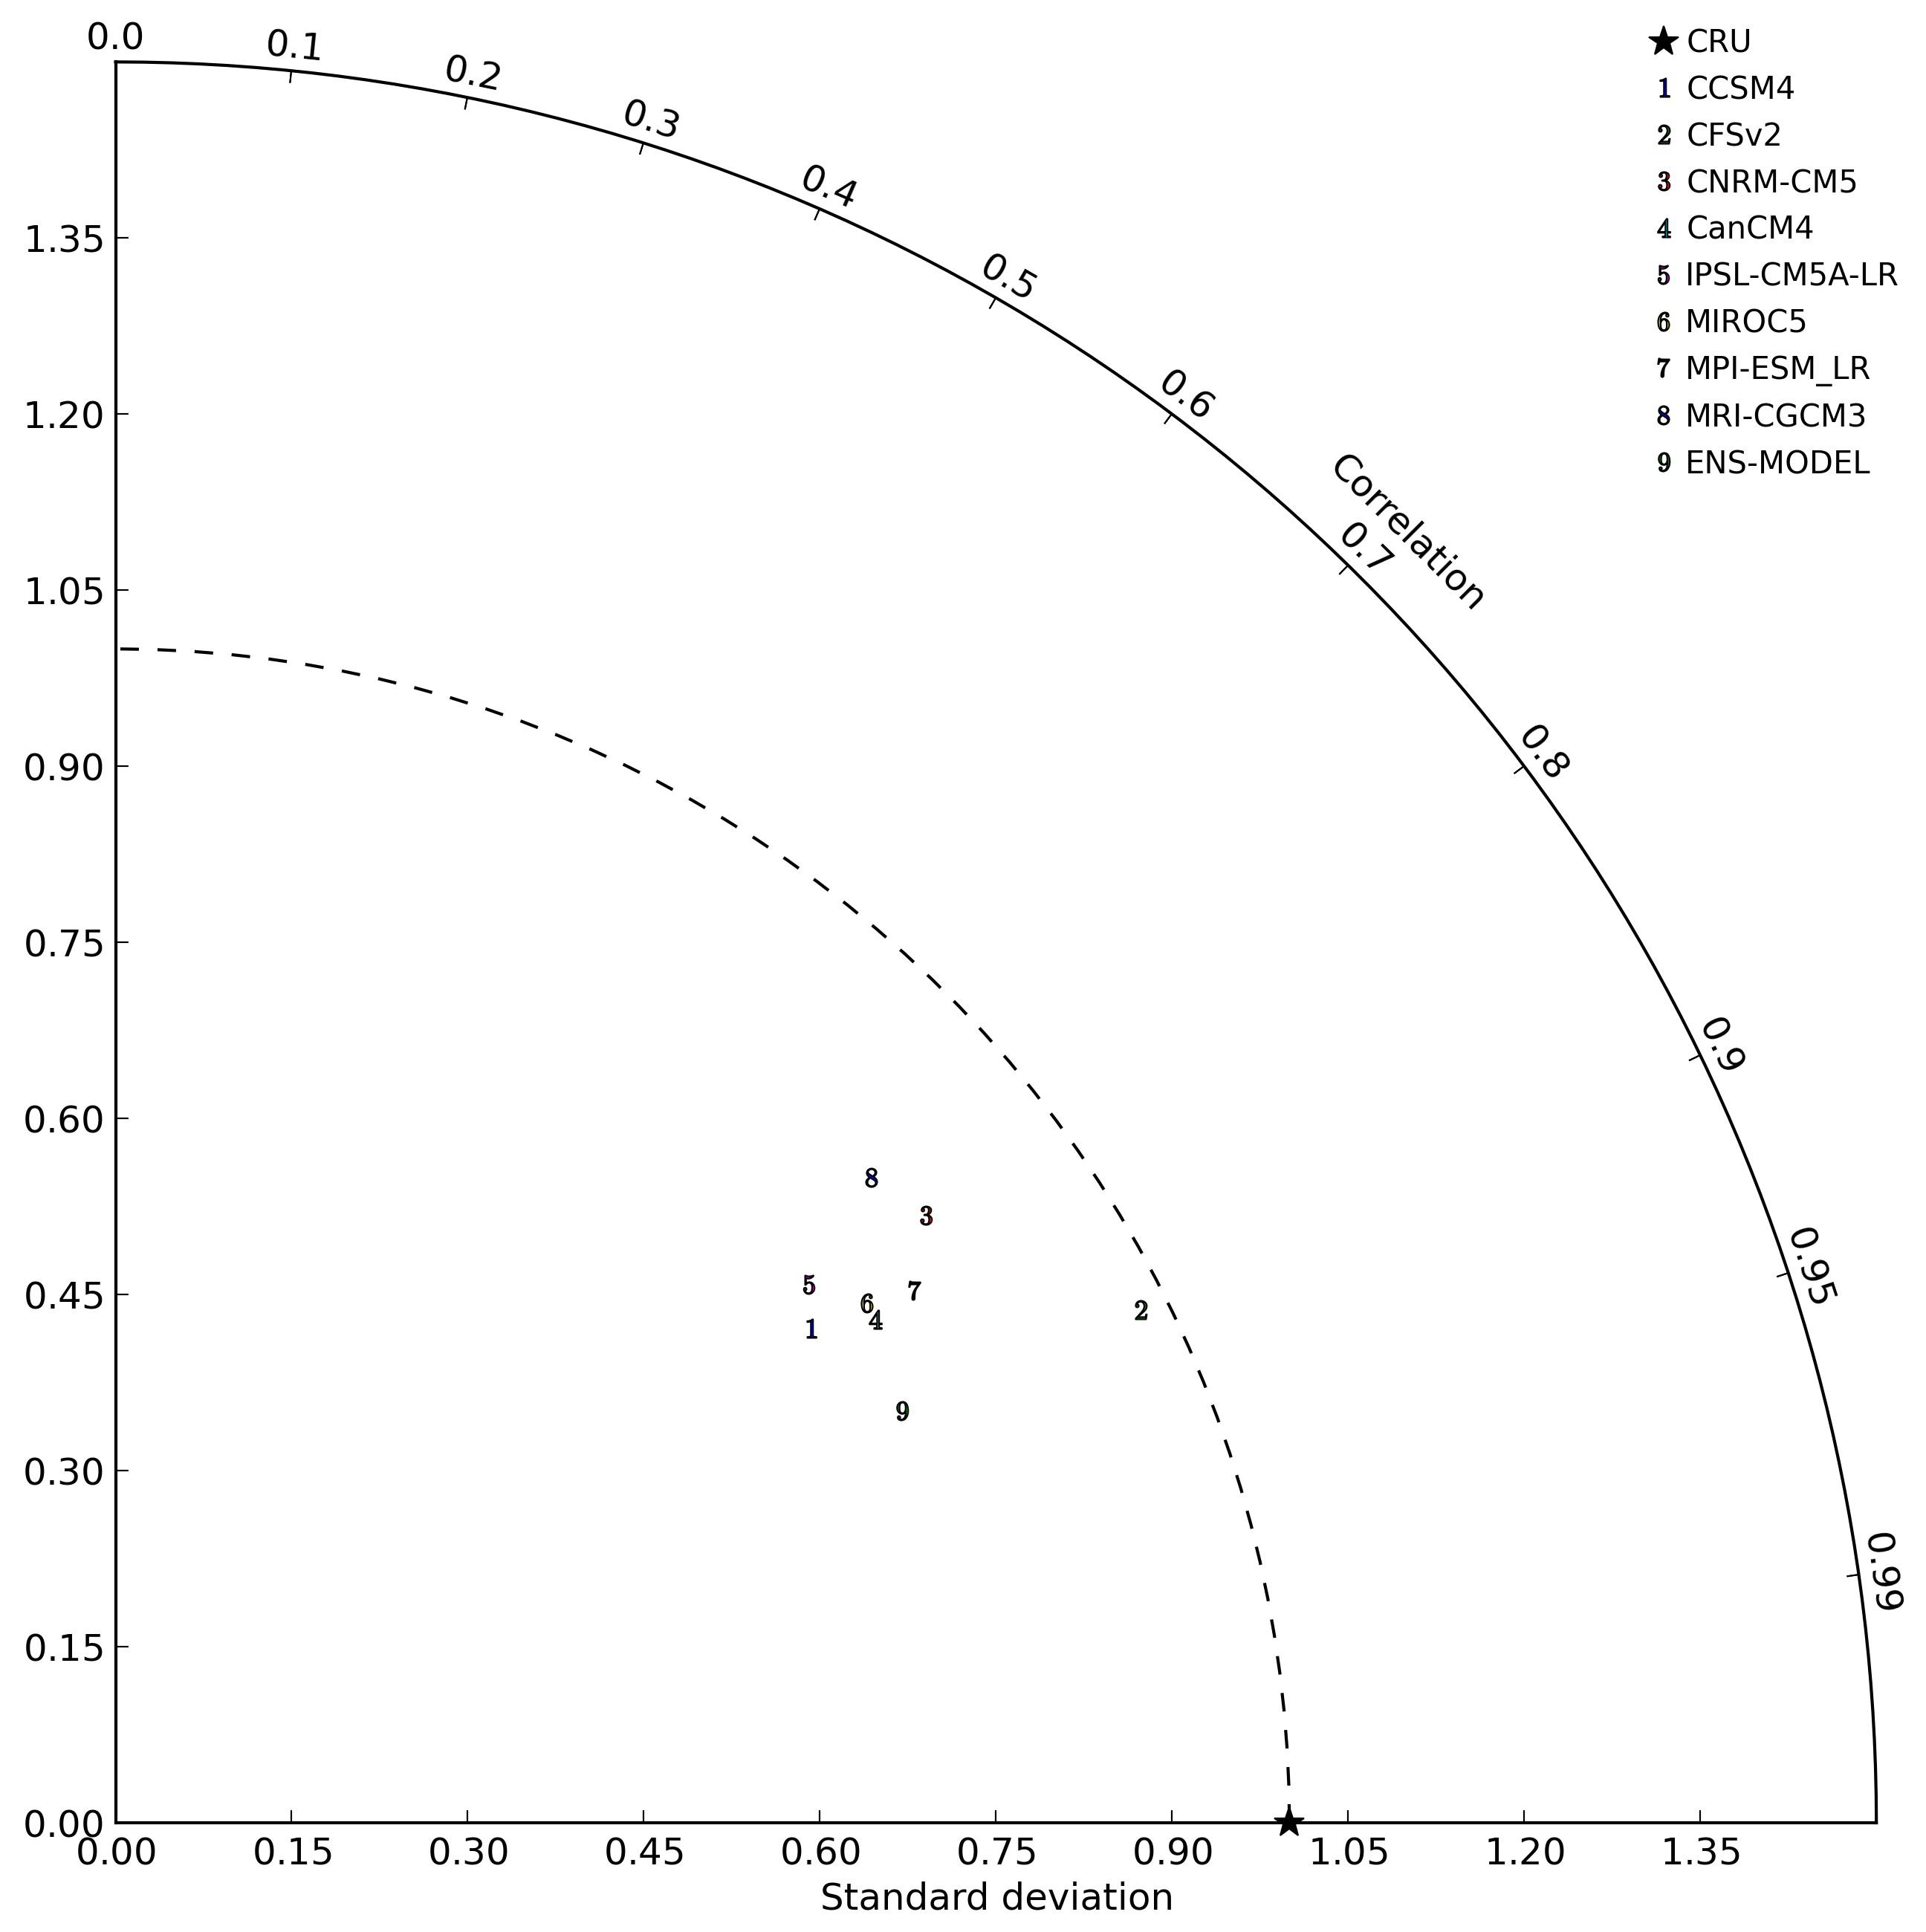 0.0
0.1
0.2
0.3
0.4
0.5
0.6
Correlation
0.7
0.8
0.9
0.95
0.99
CRU
1 CCSM4
2 CFSv2
3 CNRM-CM5
4 CanCM4
5 IPSL-CM5A-LR
6 MIROC5
7 MPI-ESM_LR
8 MRI-CGCM3
9 ENS-MODEL
1.35
1.20
1.05
0.90
0.75
0.60
0.45
0.30
0.15
0.00
8
3
5
7
6
2
4
1
9
0.00 0.15 0.30 0.45 0.60 0.75 0.90 1.05 1.20 1.35
Standard deviation